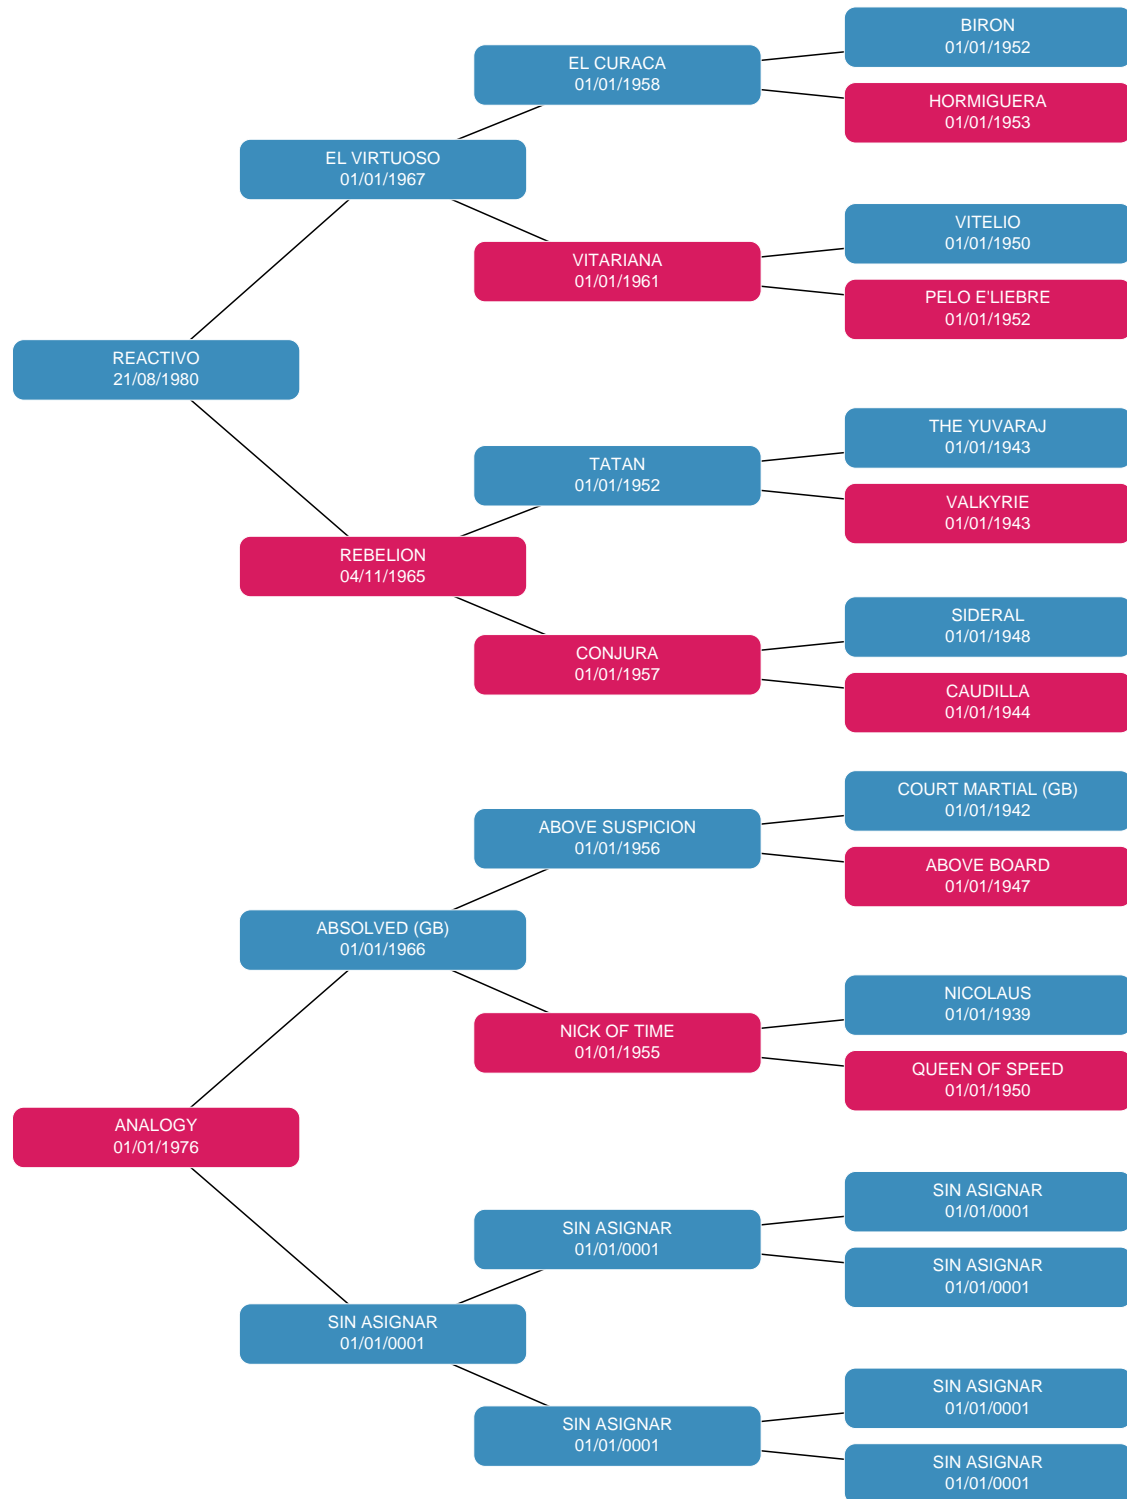 BIRON
01/01/1952
EL CURACA
01/01/1958
HORMIGUERA
01/01/1953
EL VIRTUOSO
01/01/1967
VITELIO
01/01/1950
VITARIANA
01/01/1961
PELO E'LIEBRE
01/01/1952
REACTIVO
21/08/1980
THE YUVARAJ
01/01/1943
TATAN
01/01/1952
VALKYRIE
01/01/1943
REBELION
04/11/1965
SIDERAL
01/01/1948
CONJURA
01/01/1957
CAUDILLA
01/01/1944
COURT MARTIAL (GB)
01/01/1942
ABOVE SUSPICION
01/01/1956
ABOVE BOARD
01/01/1947
ABSOLVED (GB)
01/01/1966
NICOLAUS
01/01/1939
NICK OF TIME
01/01/1955
QUEEN OF SPEED
01/01/1950
ANALOGY
01/01/1976
SIN ASIGNAR
01/01/0001
SIN ASIGNAR
01/01/0001
SIN ASIGNAR
01/01/0001
SIN ASIGNAR
01/01/0001
SIN ASIGNAR
01/01/0001
SIN ASIGNAR
01/01/0001
SIN ASIGNAR
01/01/0001